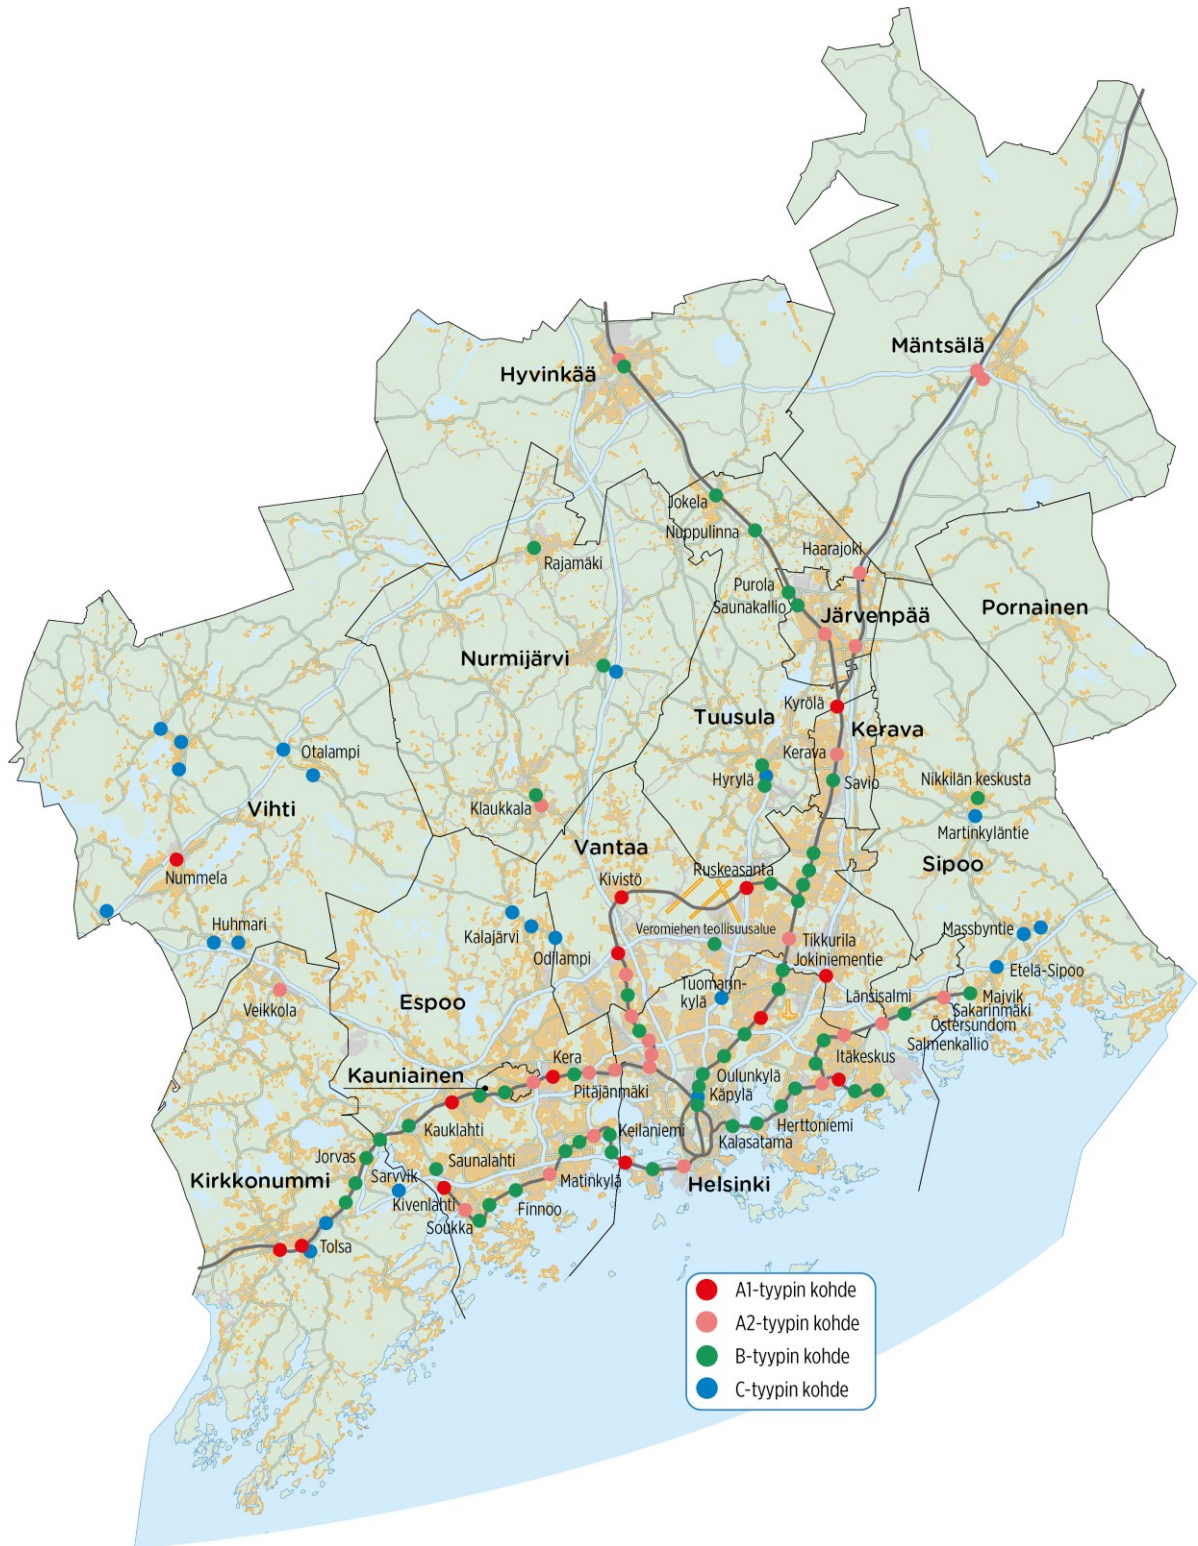 Mäntsälä
Hyvinkää
Jokela
Nuppulinna
Haarajoki
Rajamäki
Purola
Saunakallio
Järvenpää
Pornainen
Nurmijärvi
Kyrölä
Tuusula
Kerava
Kerava
Otalampi
Hyrylä
Savio
Nikkilän keskusta
Vihti
Klaukkala
Martinkyläntie
Vantaa
Sipoo
Nummela
Kivistö
Ruskeasanta
Huhmari
Kalajärvi
Veromiehen teollisuusalue
Massbyntie
Odilampi
Tikkurila
Jokiniementie
Etelä-Sipoo
Tuomarin-
kylä
Espoo
Veikkola
Länsisalmi
Majvik
Sakarinmäki
Östersundom
Salmenkallio
Kera
Itäkeskus
Kauniainen
Pitäjänmäki
Oulunkylä
Käpylä
Kauklahti
Keilaniemi
Herttoniemi
Kalasatama
Jorvas
Saunalahti
Sarvvik
Matinkylä
Kirkkonummi
Helsinki
Kivenlahti
Finnoo
Soukka
Tolsa
A1-tyypin kohde
A2-tyypin kohde
B-tyypin kohde
C-tyypin kohde